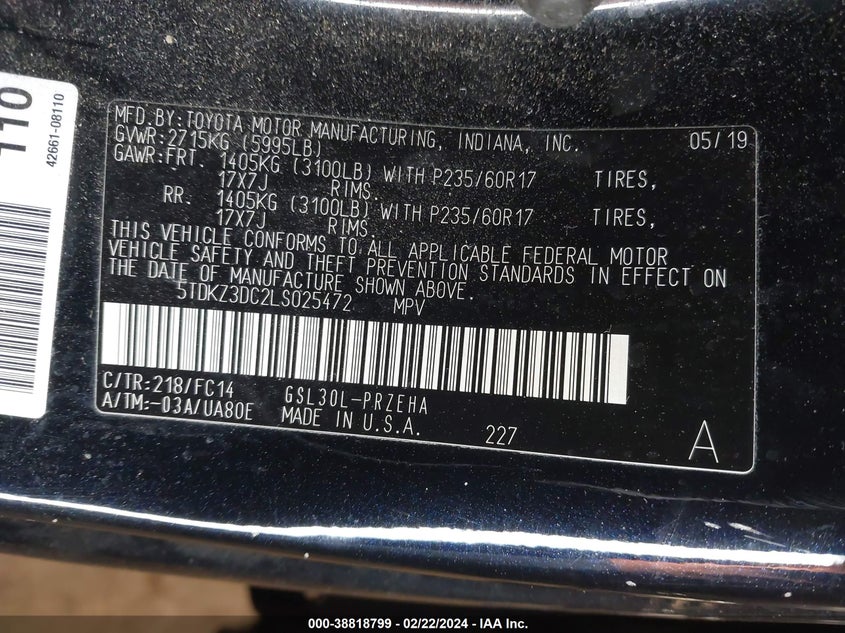 110
42661-08110
MFD.BY:TOYOTA MOTOR MANUFACTURING, INDIANA, INC. 05/19
GVWR:2715KG (5995LB)
GAWR:FRT. 1405KG (3100LB) WITH P235/60R17 TIRES,
17X7J RIMS.
RR. 1405KG (3100LB) WITH P235/60R17 TIRES,
17X7J RIMS.
THIS VEHICLE CONFORMS TO ALL APPLICABLE FEDERAL MOTOR
VEHICLE SAFETY AND THEFT PREVENTION STANDARDS IN EFFECT ON
THE DATE OF MANUFACTURE SHOWN ABOVE.
5TDKZ3DC2LS025472 MPV
C/TR:218/FC14 GSL30L-PRZEHA
A/TM:-03A/UA80E MADE IN U.S.A. 227 A
000-38818799 – 02/22/2024 – IAA Inc.